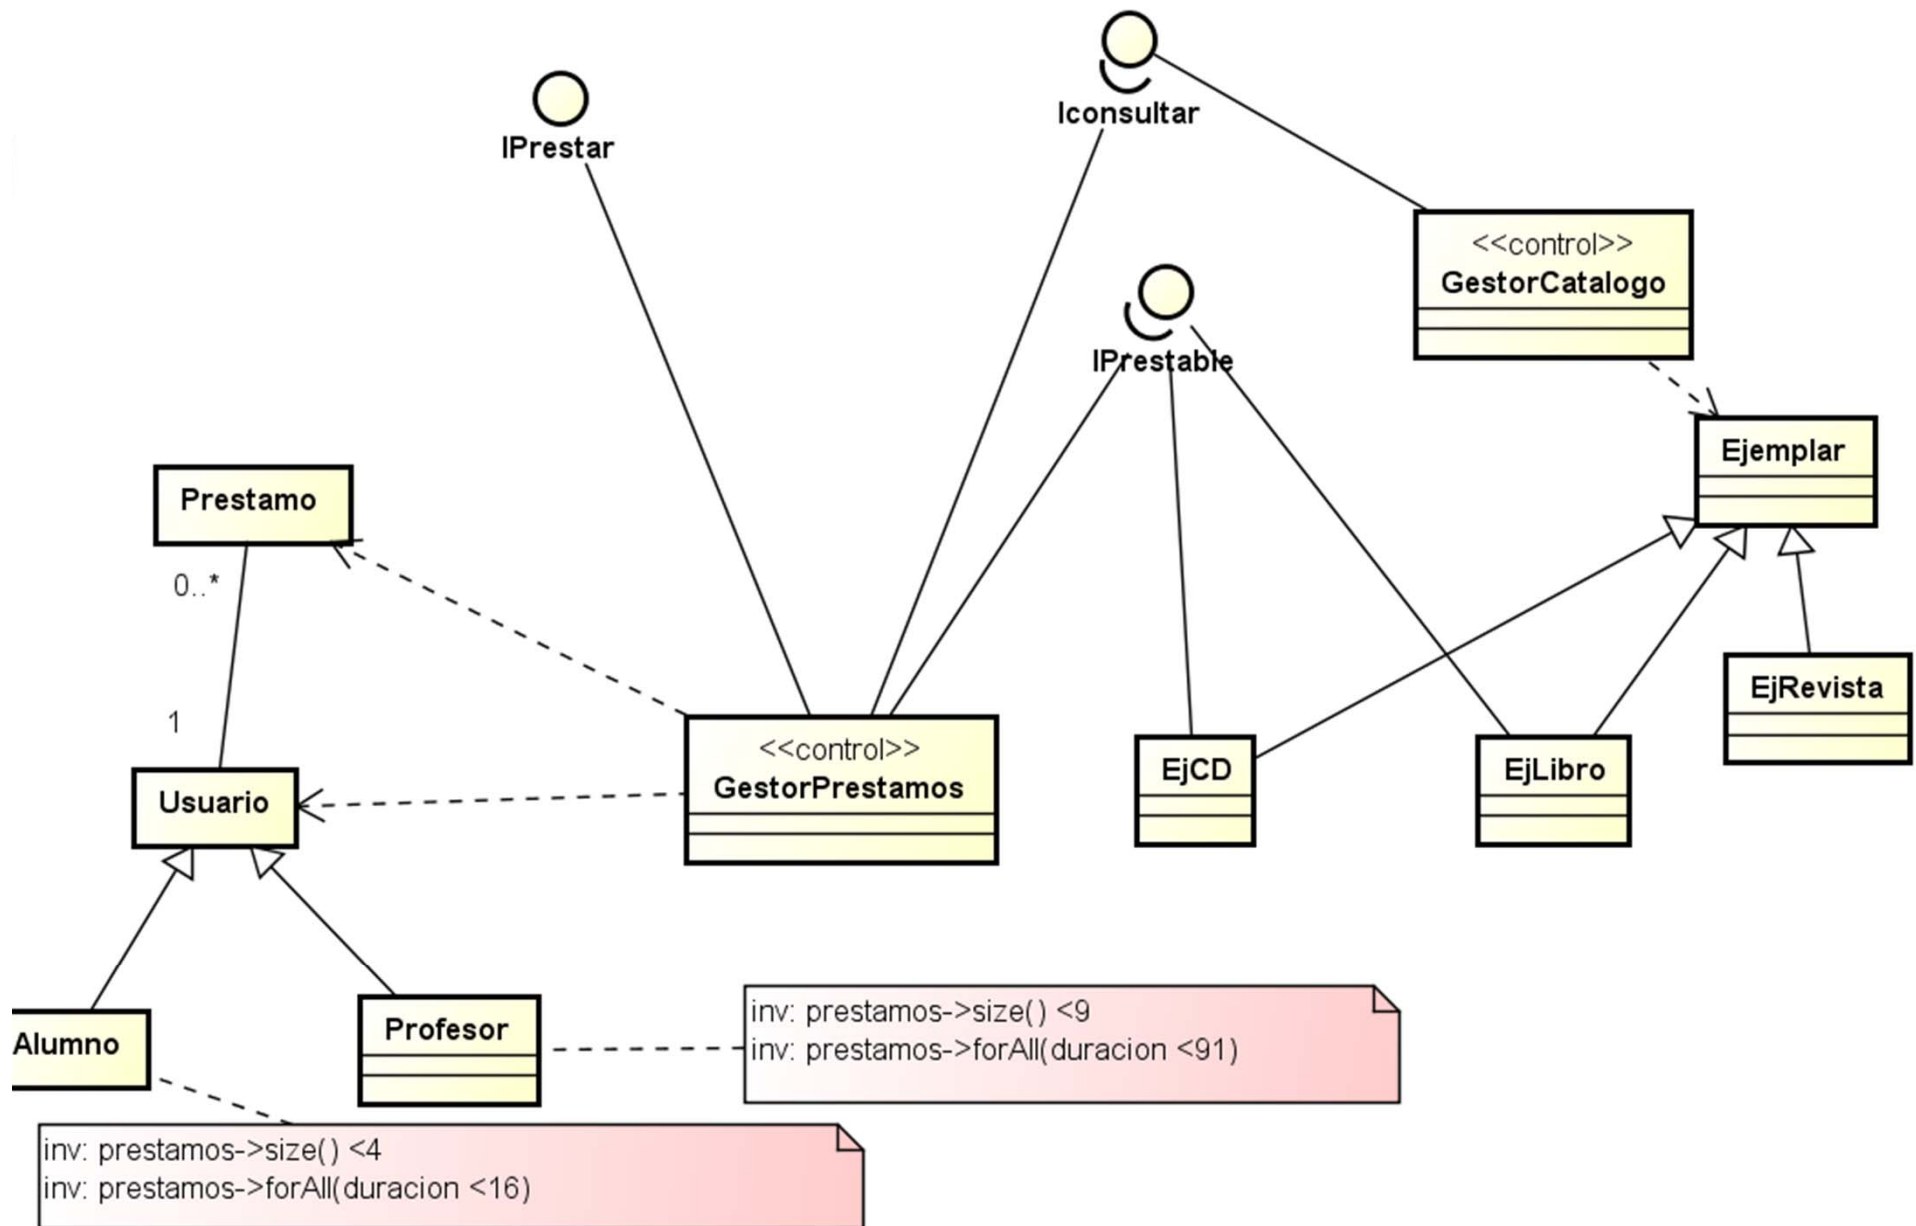 Iconsultar
IPrestar
<<control>>
GestorCatalogo
IPrestable
Ejemplar
Prestamo
0..*
EjRevista
1
<<control>>
GestorPrestamos
EjCD
EjLibro
Usuario
inv: prestamos->size() <9
inv: prestamos->forAll(duracion <91)
Profesor
Alumno
inv: prestamos->size() <4
inv: prestamos->forAll(duracion <16)